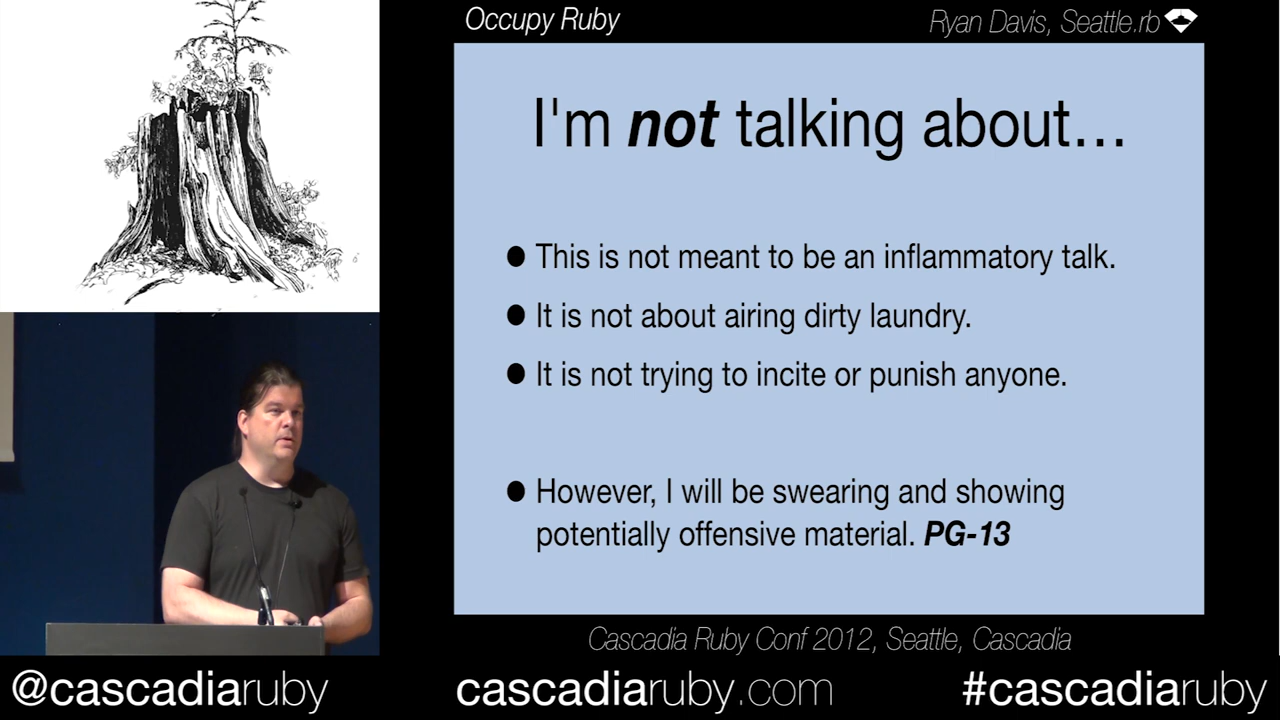 Occupy Ruby
Ryan Davis, Seattle.rb
I'm not talking about...
● This is not meant to be an inflammatory talk.
● It is not about airing dirty laundry.
● It is not trying to incite or punish anyone.
● However, I will be swearing and showing
potentially offensive material. PG-13
Cascadia Ruby Conf 2012, Seattle, Cascadia
@cascadiaruby
cascadiaruby.com
#cascadiaruby